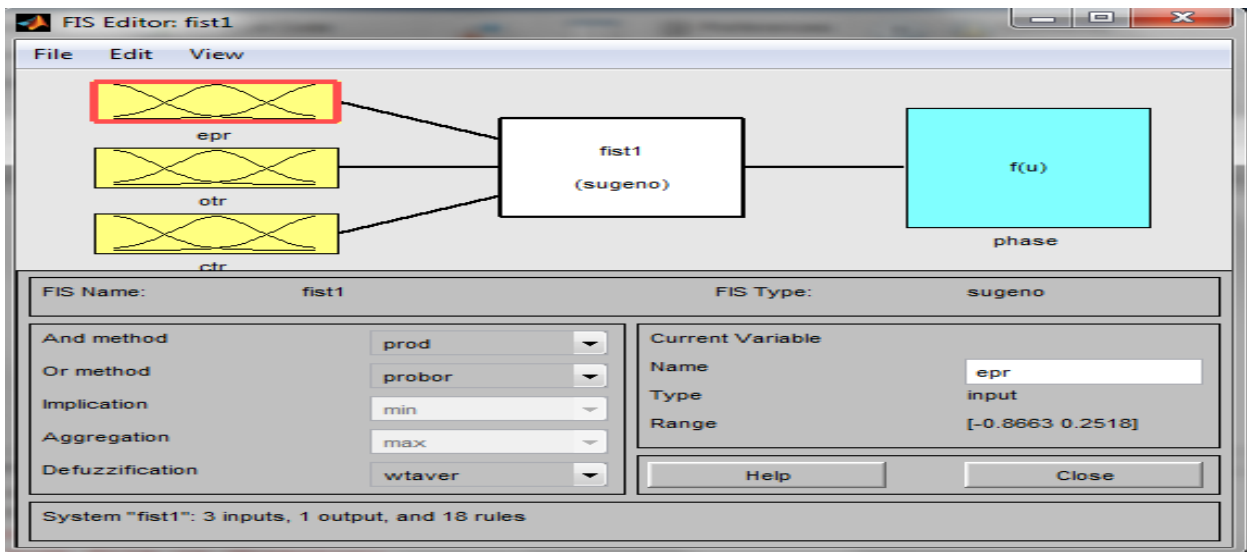 FIS Editor: fist1
File Edit View
epr
otr
ctr
fist1
(sugeno)
f(u)
phase
FIS Name: fist1 FIS Type: sugeno
And method prod
Or method probor
Implication min
Aggregation max
Defuzzification wtaver
Current Variable
Name epr
Type input
Range [-0.8663 0.2518]
Help Close
System "fist1": 3 inputs, 1 output, and 18 rules